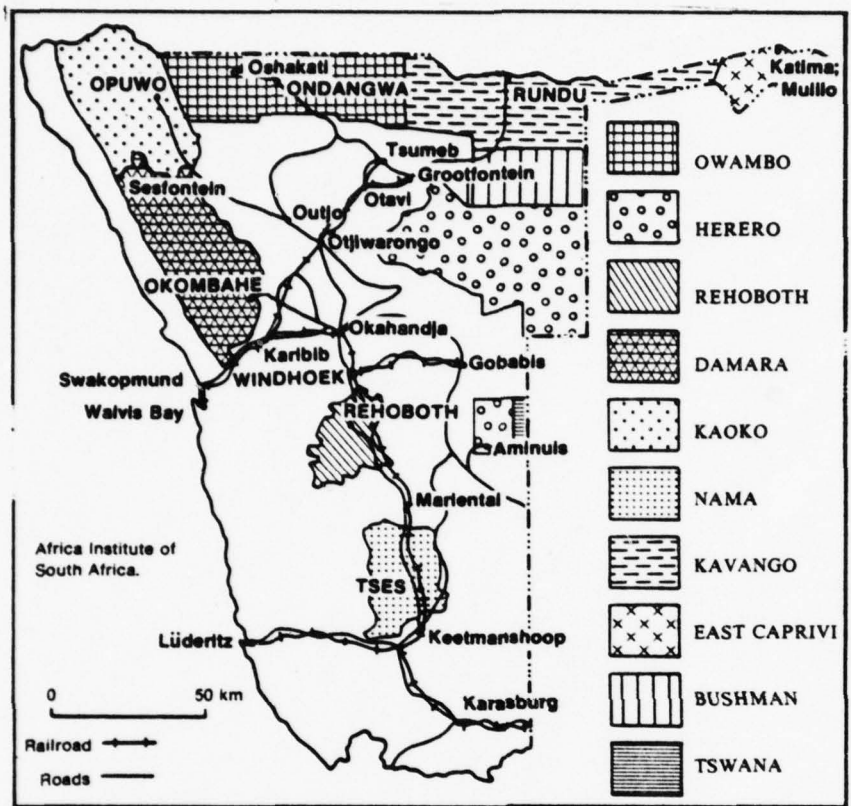 OPUWO
Oshakati
ONDANGWA
RUNDU
Katima;
Mulilo
Tsumeb
Grootfontein
Sesfontein
Otavi
Outjo
Otjiwarongo
OKOMBAHE
Okahandja
Karibib
Gobabis
Swakopmund
WINDHOEK
Walvis Bay
REHOBOTH
Aminuis
Mariental
Africa Institute of
South Africa.
TSES
Lüderitz
Keetmanshoop
0 50 km
Karasburg
Railroad
Roads
OWAMBO
HERERO
REHOBOTH
DAMARA
KAOKO
NAMA
KAVANGO
EAST CAPRIVI
BUSHMAN
TSWANA